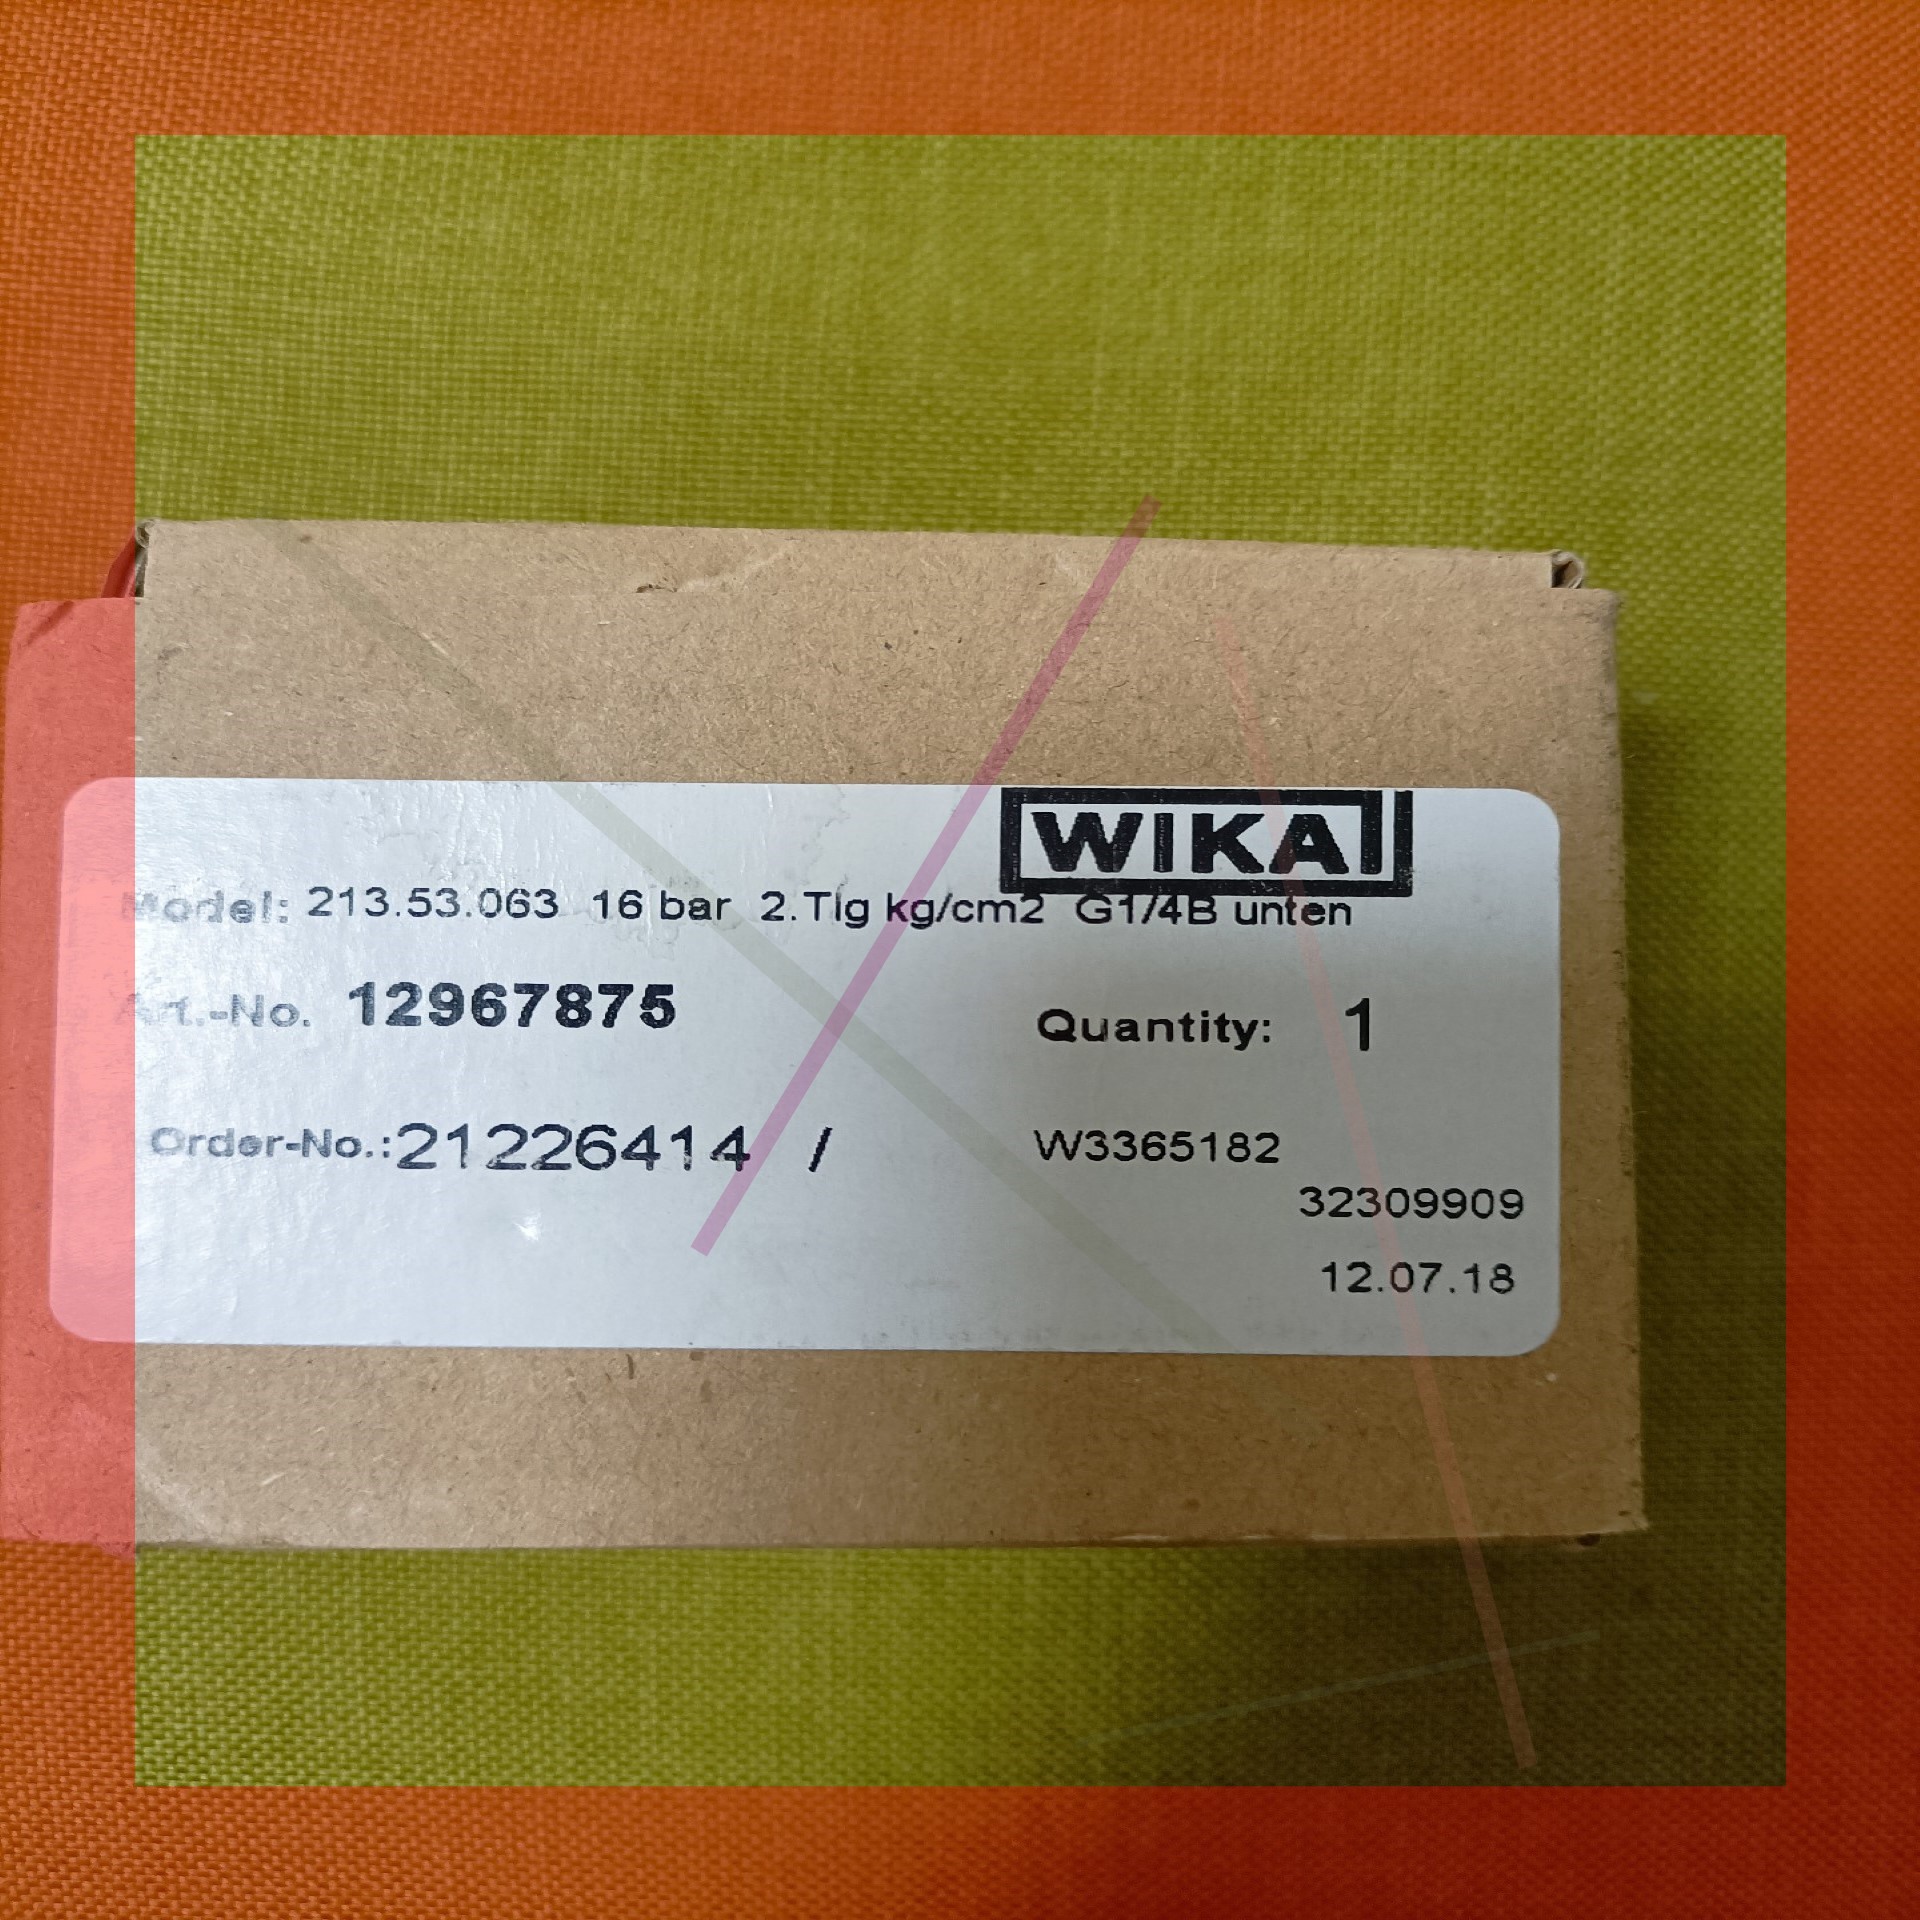 WIKA
Model: 213.53.063 16 bar 2.Tlg kg/cm2 G1/4B unten
Art.-No. 12967875 Quantity: 1
Order-No.:21226414 / W3365182
32309909
12.07.18